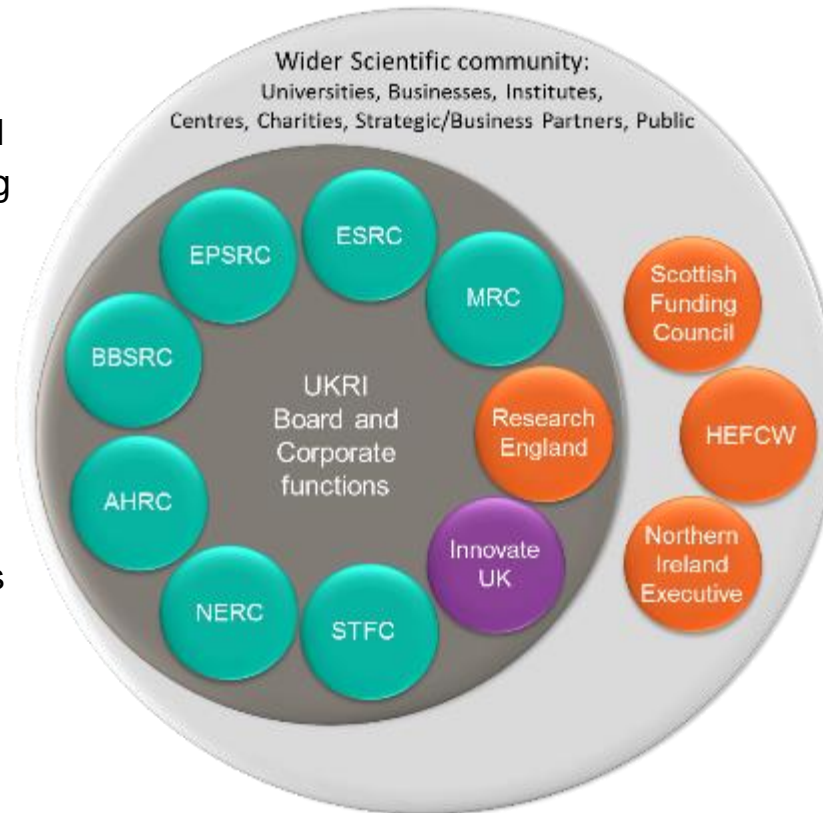 Wider Scientific community:
Universities, Businesses, Institutes,
Centres, Charities, Strategic/Business Partners, Public
ESRC
EPSRC
MRC
BBSRC
AHRC
NERC
STFC
UKRI
Board and
Corporate
functions
Research
England
Innovate
UK
Scottish
Funding
Council
HEFCW
Northern
Ireland
Executive